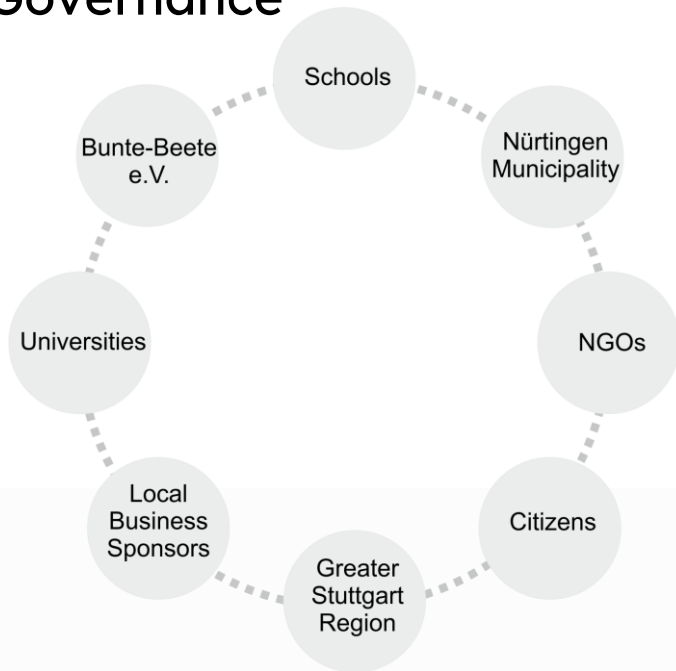 Governance
Schools
Nürtingen
Municipality
NGOs
Citizens
Greater
Stuttgart
Region
Local
Business
Sponsors
Universities
Bunte-Beete
e.V.